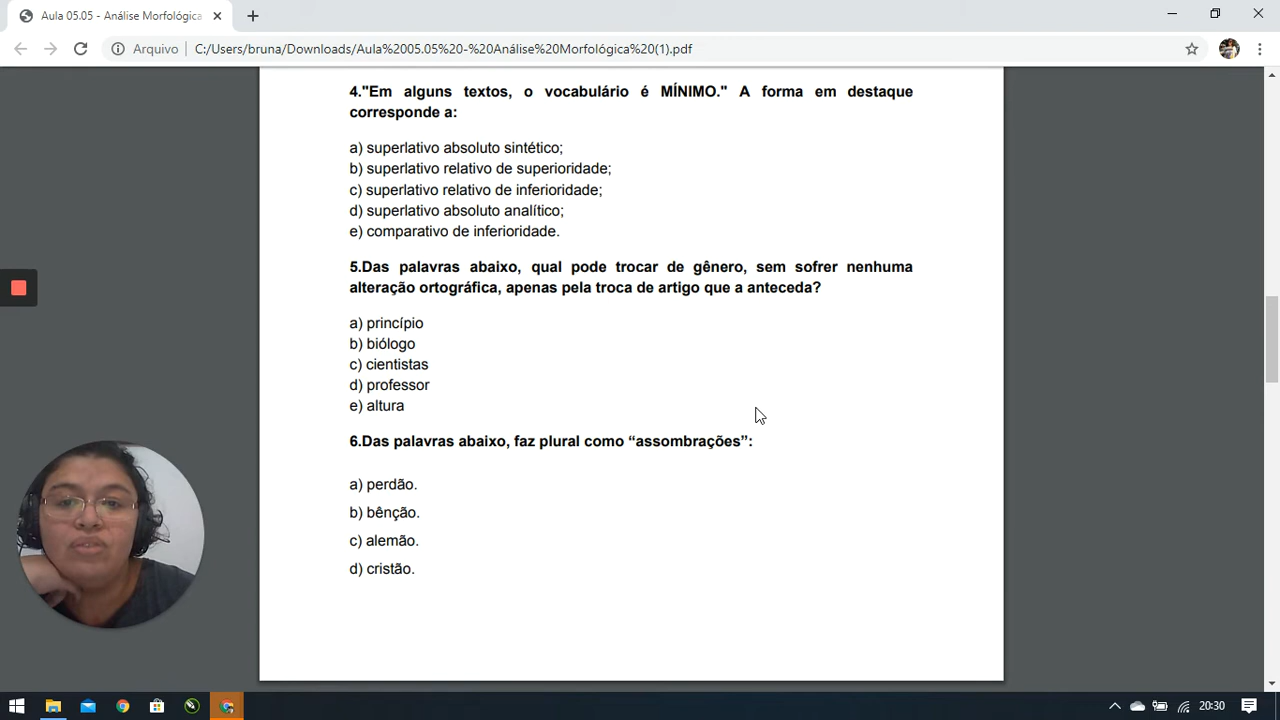 Aula 05.05 - Análise Morfológica
Arquivo
C:/Users/bruna/Downloads/Aula%2005.05%20-%20Análise%20Morfológica%20(1).pdf
4."Em alguns textos, o vocabulário é MÍNIMO." A forma em destaque
corresponde a:
a) superlativo absoluto sintético;
b) superlativo relativo de superioridade;
c) superlativo relativo de inferioridade;
d) superlativo absoluto analítico;
e) comparativo de inferioridade.
5.Das palavras abaixo, qual pode trocar de gênero, sem sofrer nenhuma
alteração ortográfica, apenas pela troca de artigo que a anteceda?
a) princípio
b) biólogo
c) cientistas
d) professor
e) altura
6.Das palavras abaixo, faz plural como “assombrações”:
a) perdão.
b) bênção.
c) alemão.
d) cristão.
20:30